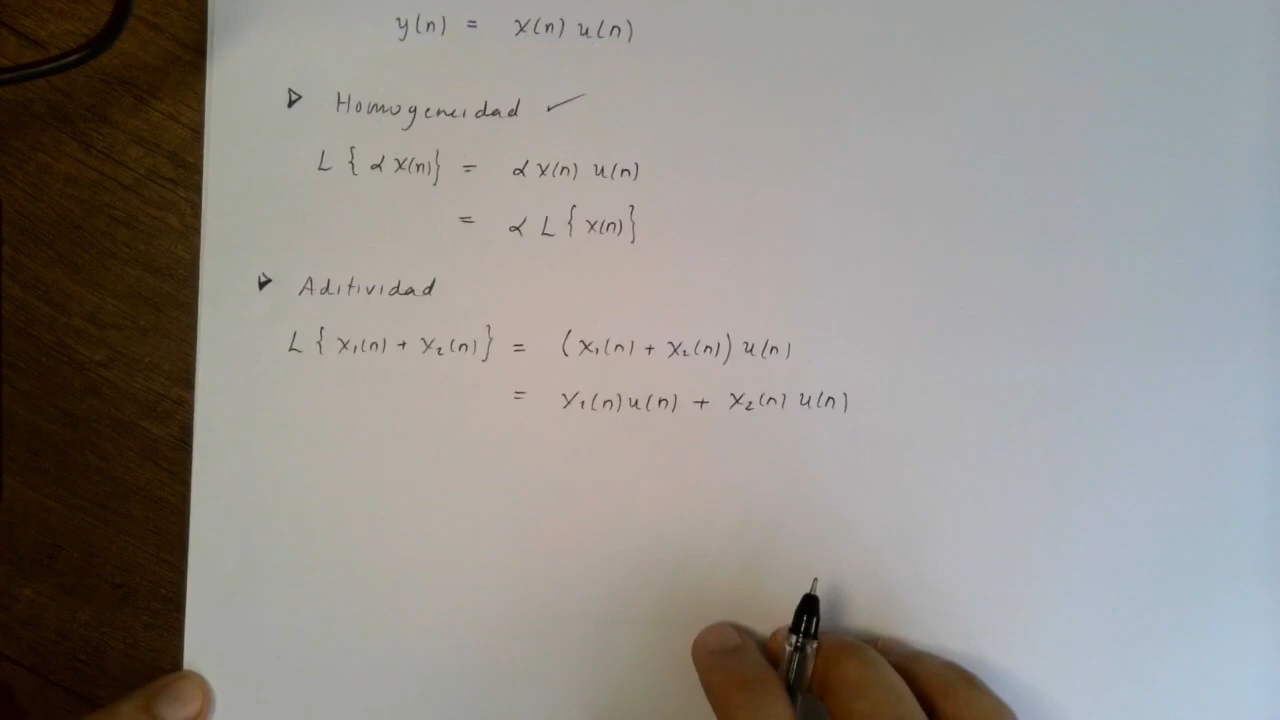 y(n) = x(n) u(n)
▷ Homogeneidad ✓
L { α x(n)} = α x(n) u(n)
= α L { x(n)}
▷ Aditividad
L { x₁(n) + x₂(n)} = (x₁(n) + x₂(n)) u(n)
= x₁(n)u(n) + x₂(n) u(n)